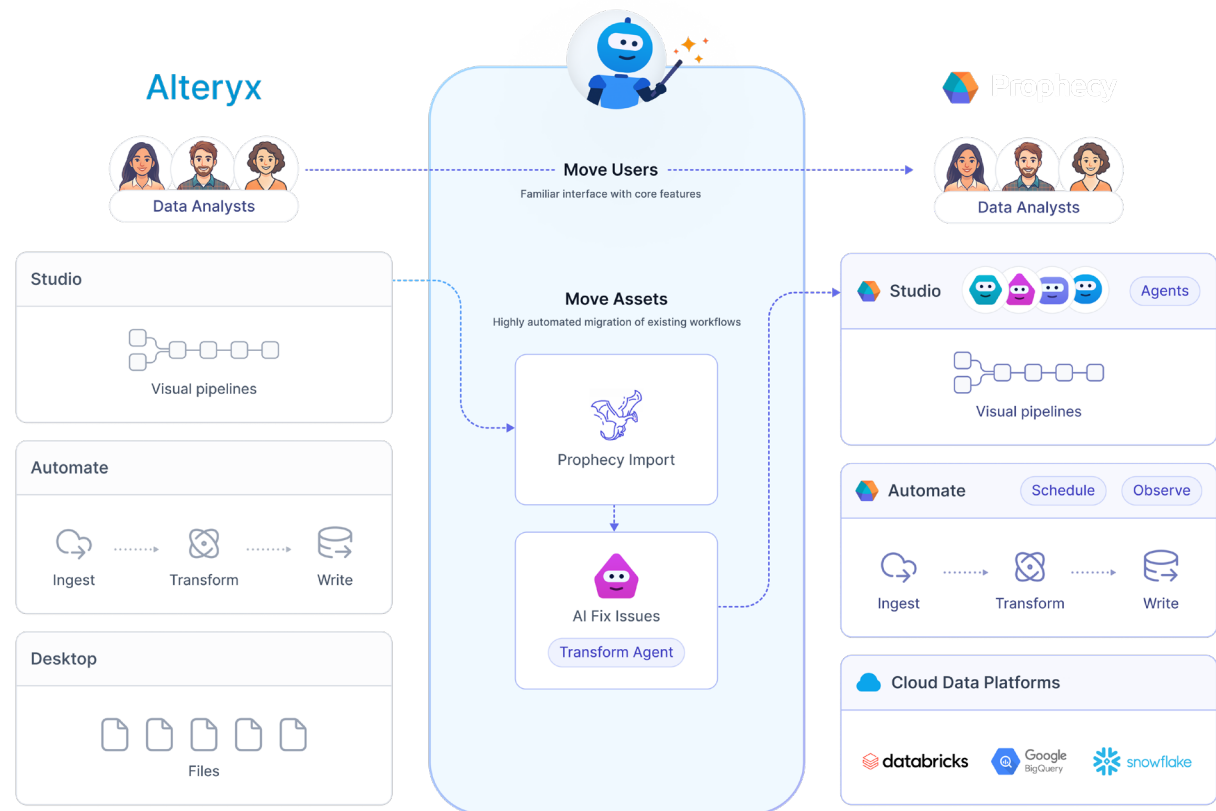 Alteryx
Data Analysts
Studio
Visual pipelines
Automate
Ingest
Transform
Write
Desktop
Files
Move Users
Familiar interface with core features
Move Assets
Highly automated migration of existing workflows
Prophecy Import
AI Fix Issues
Transform Agent
Prophecy
Data Analysts
Studio
Agents
Visual pipelines
Automate
Schedule
Observe
Ingest
Transform
Write
Cloud Data Platforms
databricks
Google
BigQuery
snowflake